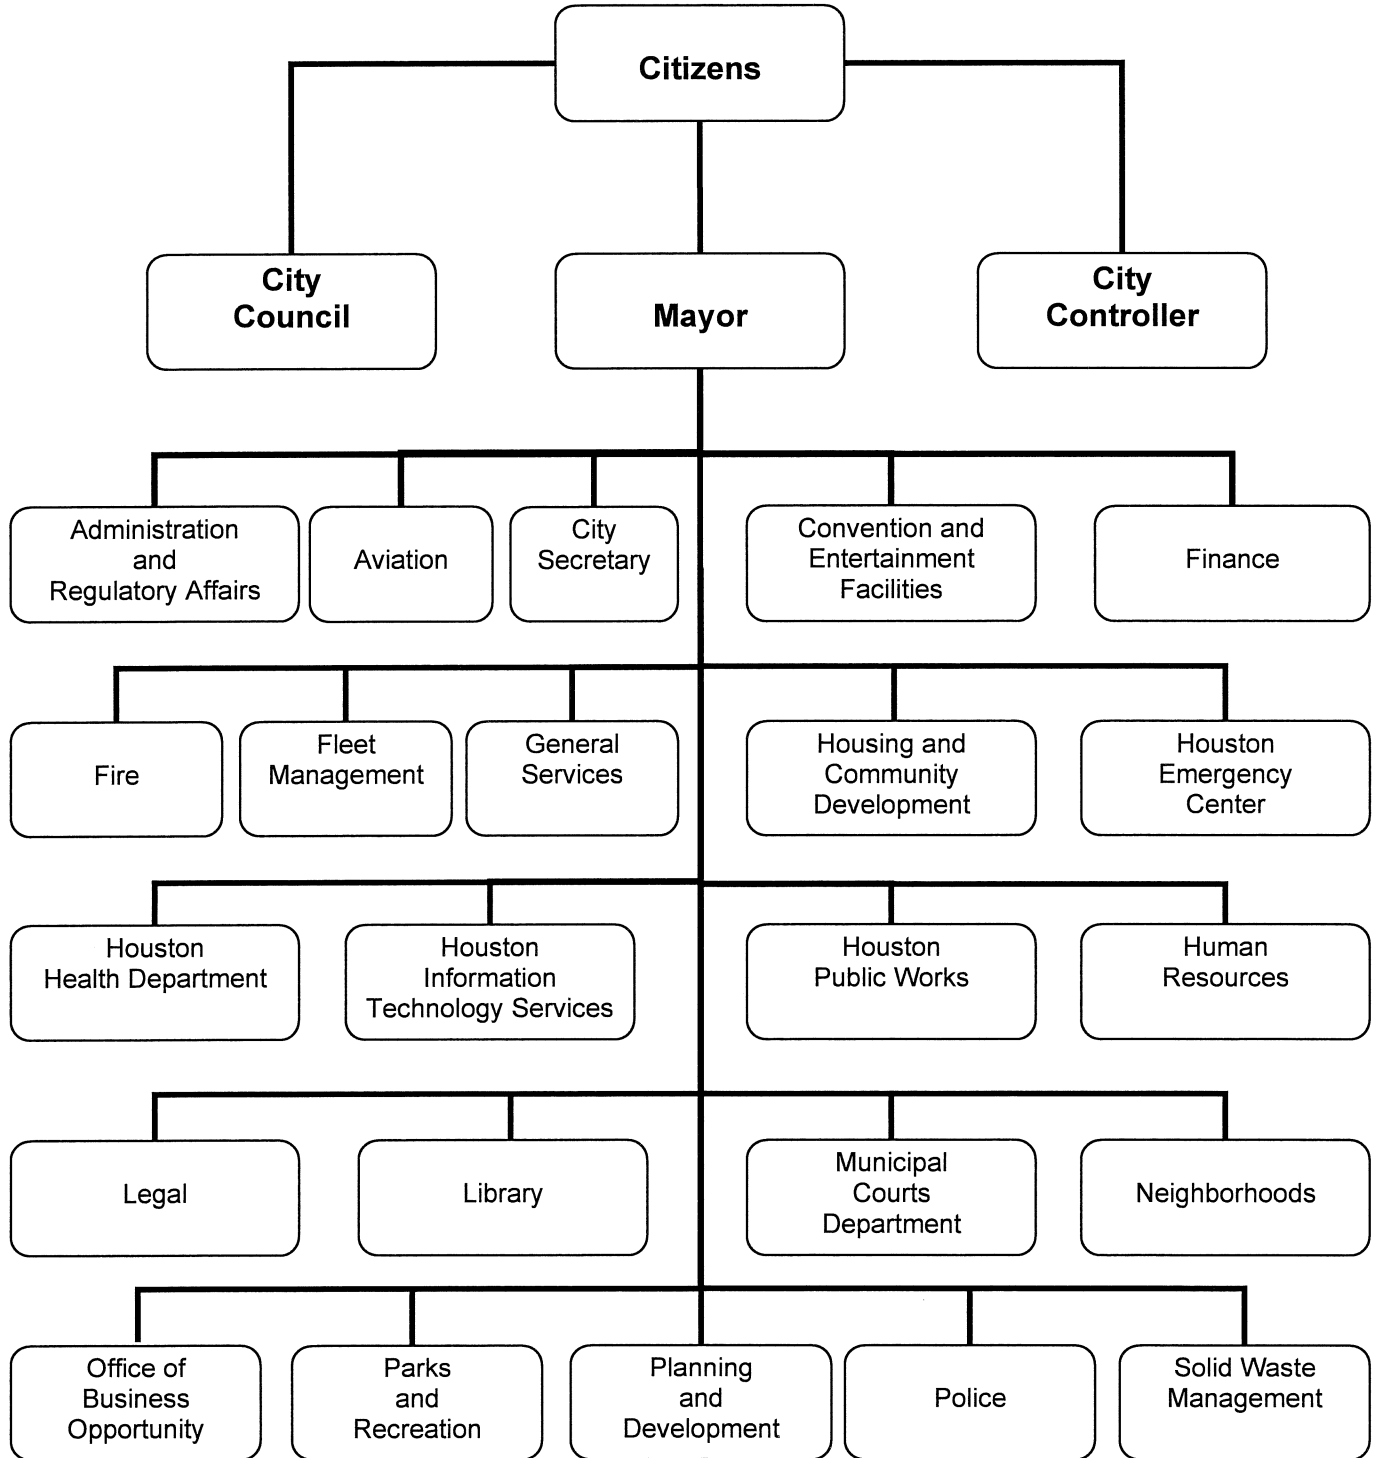 Citizens
City
Council
Mayor
City
Controller
Administration
and
Regulatory Affairs
Aviation
City
Secretary
Convention and
Entertainment
Facilities
Finance
Fire
Fleet
Management
General
Services
Housing and
Community
Development
Houston
Emergency
Center
Houston
Health Department
Houston
Information
Technology Services
Houston
Public Works
Human
Resources
Legal
Library
Municipal
Courts
Department
Neighborhoods
Office of
Business
Opportunity
Parks
and
Recreation
Planning
and
Development
Police
Solid Waste
Management